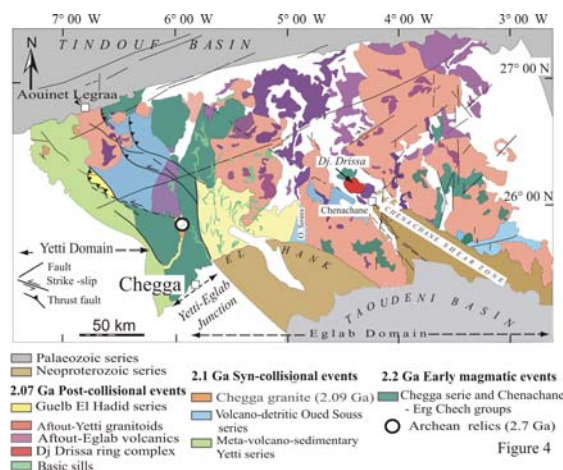 7°00
6°00
5°00
4°00
3°00
TINDOUF BASIN
N
27° 00 N
Aouinet Legraa
Dj. Drissa
26° 00 N
Chenachane
O. Souss
CHENACHANE SHEAR ZONE
Yetti Domain
EL HANK
Fault
Strike -slip
Thrust fault
Chegga
TAOUDENI BASIN
Yetti-Eglab
Junction
50 km
Eglab Domain
Palaeozoic series
Neoproterozoic series
2.07 Ga Post-collisional events
Guelb El Hadid series
Aftout-Yetti granitoids
Aftout-Eglab volcanics
Dj Drissa ring complex
Basic sills
2.1 Ga Syn-collisional events
Chegga granite (2.09 Ga)
Volcano-detritic Oued Souss
series
Meta-volcano-sedimentary
Yetti series
2.2 Ga Early magmatic events
Chegga serie and Chenachane
- Erg Chech groups
Archean relics (2.7 Ga)
Figure 4